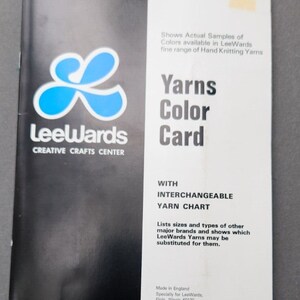 Shows Actual Samples of
Colors available in LeeWards
fine range of Hand Knitting Yarns
Yarns
Color
Card
LeeWards
CREATIVE CRAFTS CENTER
WITH
INTERCHANGEABLE
YARN CHART
Lists sizes and types of other
major brands and shows which
LeeWards Yarns may be
substituted for them.
Made in England
Specially for LeeWards,